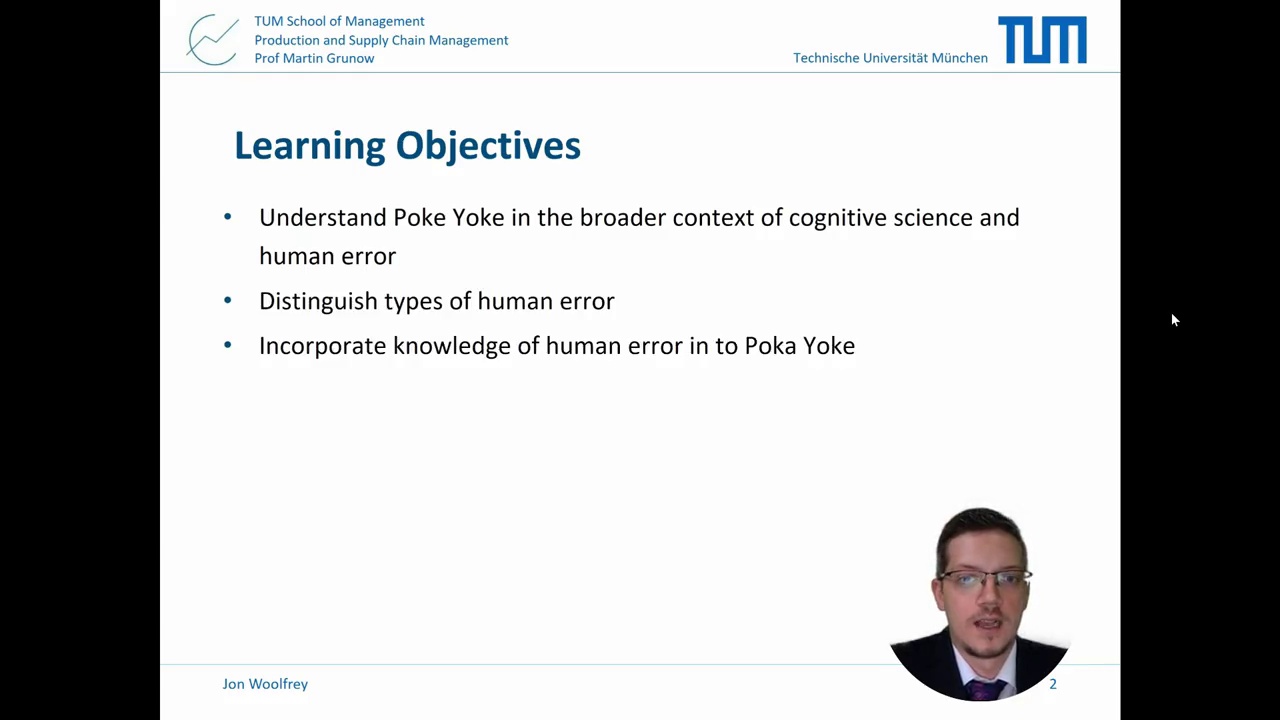 TUM School of Management
Production and Supply Chain Management
Prof Martin Grunow
Technische Universität München
TUM
Learning Objectives
• Understand Poke Yoke in the broader context of cognitive science and
human error
• Distinguish types of human error
• Incorporate knowledge of human error in to Poka Yoke
Jon Woolfrey
2